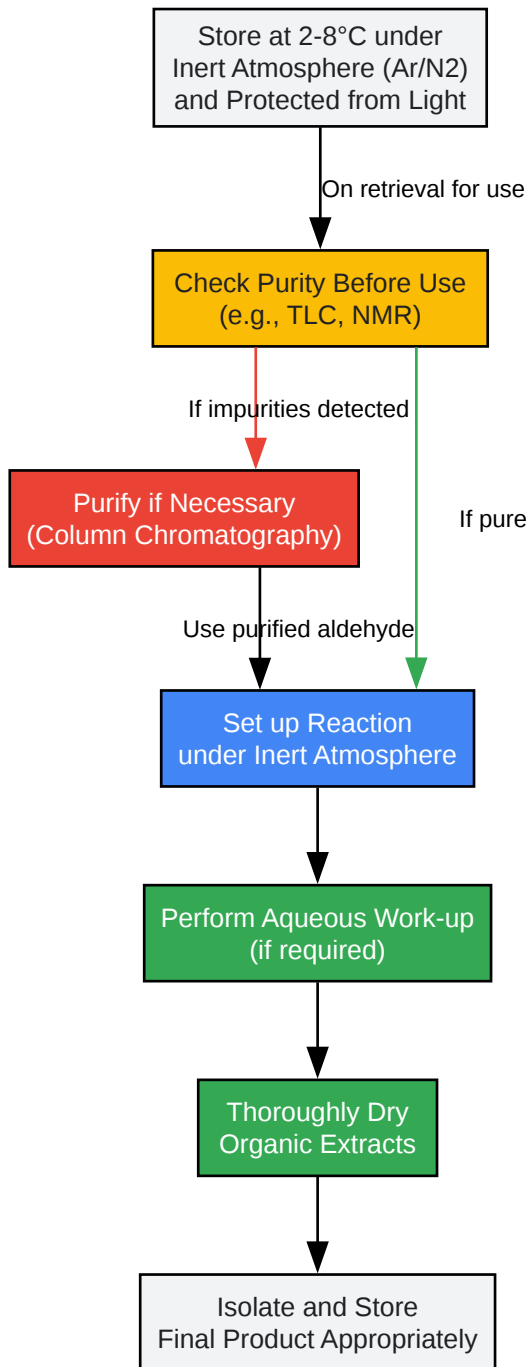 Store at 2-8°C under
Inert Atmosphere (Ar/N2)
and Protected from Light
On retrieval for use
Check Purity Before Use
(e.g., TLC, NMR)
If impurities detected
Purify if Necessary
(Column Chromatography)
If pure
Use purified aldehyde
Set up Reaction
under Inert Atmosphere
Perform Aqueous Work-up
(if required)
Thoroughly Dry
Organic Extracts
Isolate and Store
Final Product Appropriately